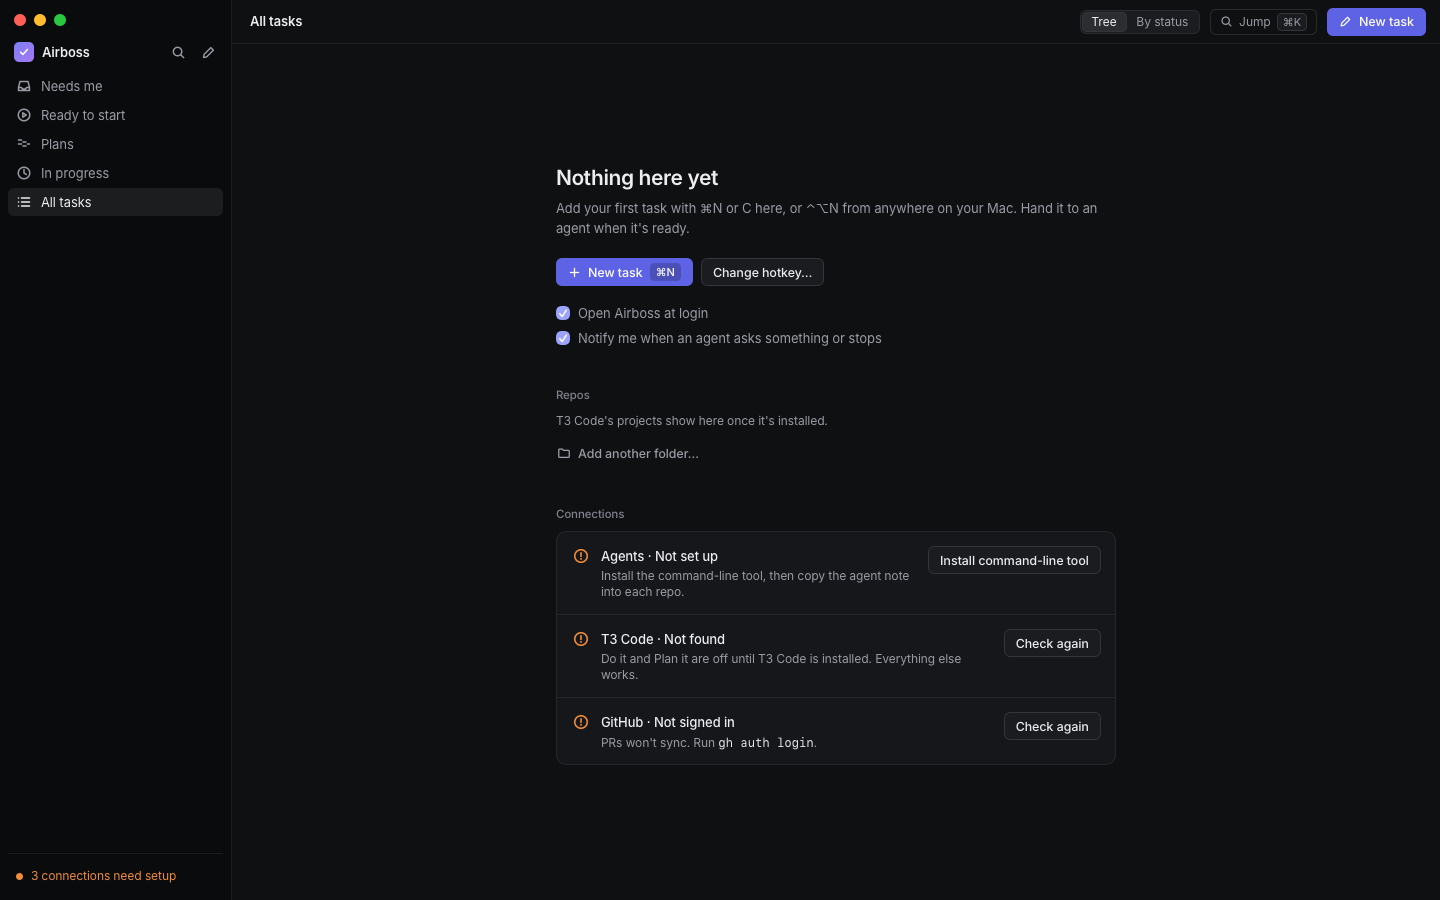 Airboss
Needs me
Ready to start
Plans
In progress
All tasks
3 connections need setup
All tasks
Tree
By status
Jump ⌘K
New task
Nothing here yet
Add your first task with ⌘N or C here, or ⌃⌥N from anywhere on your Mac. Hand it to an
agent when it's ready.
New task ⌘N
Change hotkey...
Open Airboss at login
Notify me when an agent asks something or stops
Repos
T3 Code's projects show here once it's installed.
Add another folder...
Connections
Agents · Not set up
Install the command-line tool, then copy the agent note
into each repo.
Install command-line tool
T3 Code · Not found
Do it and Plan it are off until T3 Code is installed. Everything else
works.
Check again
GitHub · Not signed in
PRs won't sync. Run gh auth login.
Check again